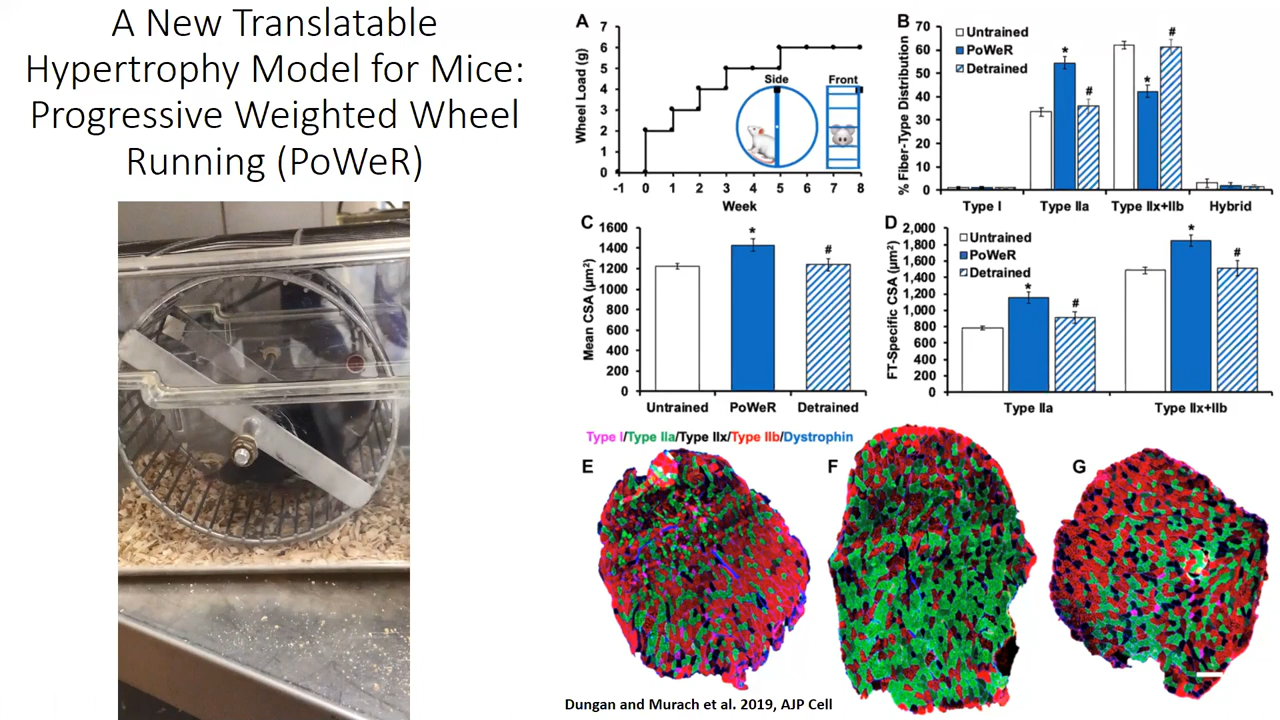 A New Translatable
Hypertrophy Model for Mice:
Progressive Weighted Wheel
Running (PoWeR)
A
Wheel Load (g)
7
6
5
4
3
2
1
0
Side
Front
-1 0 1 2 3 4 5 6 7 8
Week
B
% Fiber-Type Distribution
70
60
50
40
30
20
10
0
Untrained
PoWeR
Detrained
*
#
*
#
Type I Type IIa Type IIx+IIb Hybrid
C
Mean CSA (µm²)
1600
1400
1200
1000
800
600
400
200
0
*
#
Untrained PoWeR Detrained
D
FT-Specific CSA (µm²)
2,000
1,800
1,600
1,400
1,200
1,000
800
600
400
200
0
Untrained
PoWeR
Detrained
*
#
*
#
Type IIa Type IIx+IIb
Type I/Type IIa/Type IIx/Type IIb/Dystrophin
E F G
Dungan and Murach et al. 2019, AJP Cell